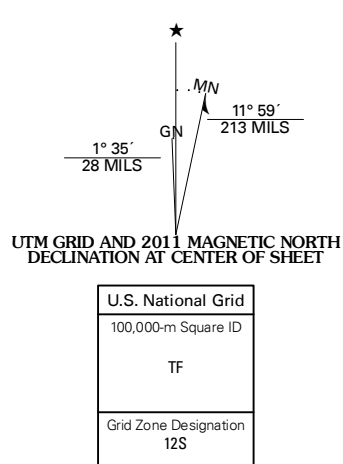 ★
MN
GN
11° 59´
213 MILS
1° 35´
28 MILS
UTM GRID AND 2011 MAGNETIC NORTH
DECLINATION AT CENTER OF SHEET
U.S. National Grid
100,000-m Square ID
TF
Grid Zone Designation
12S